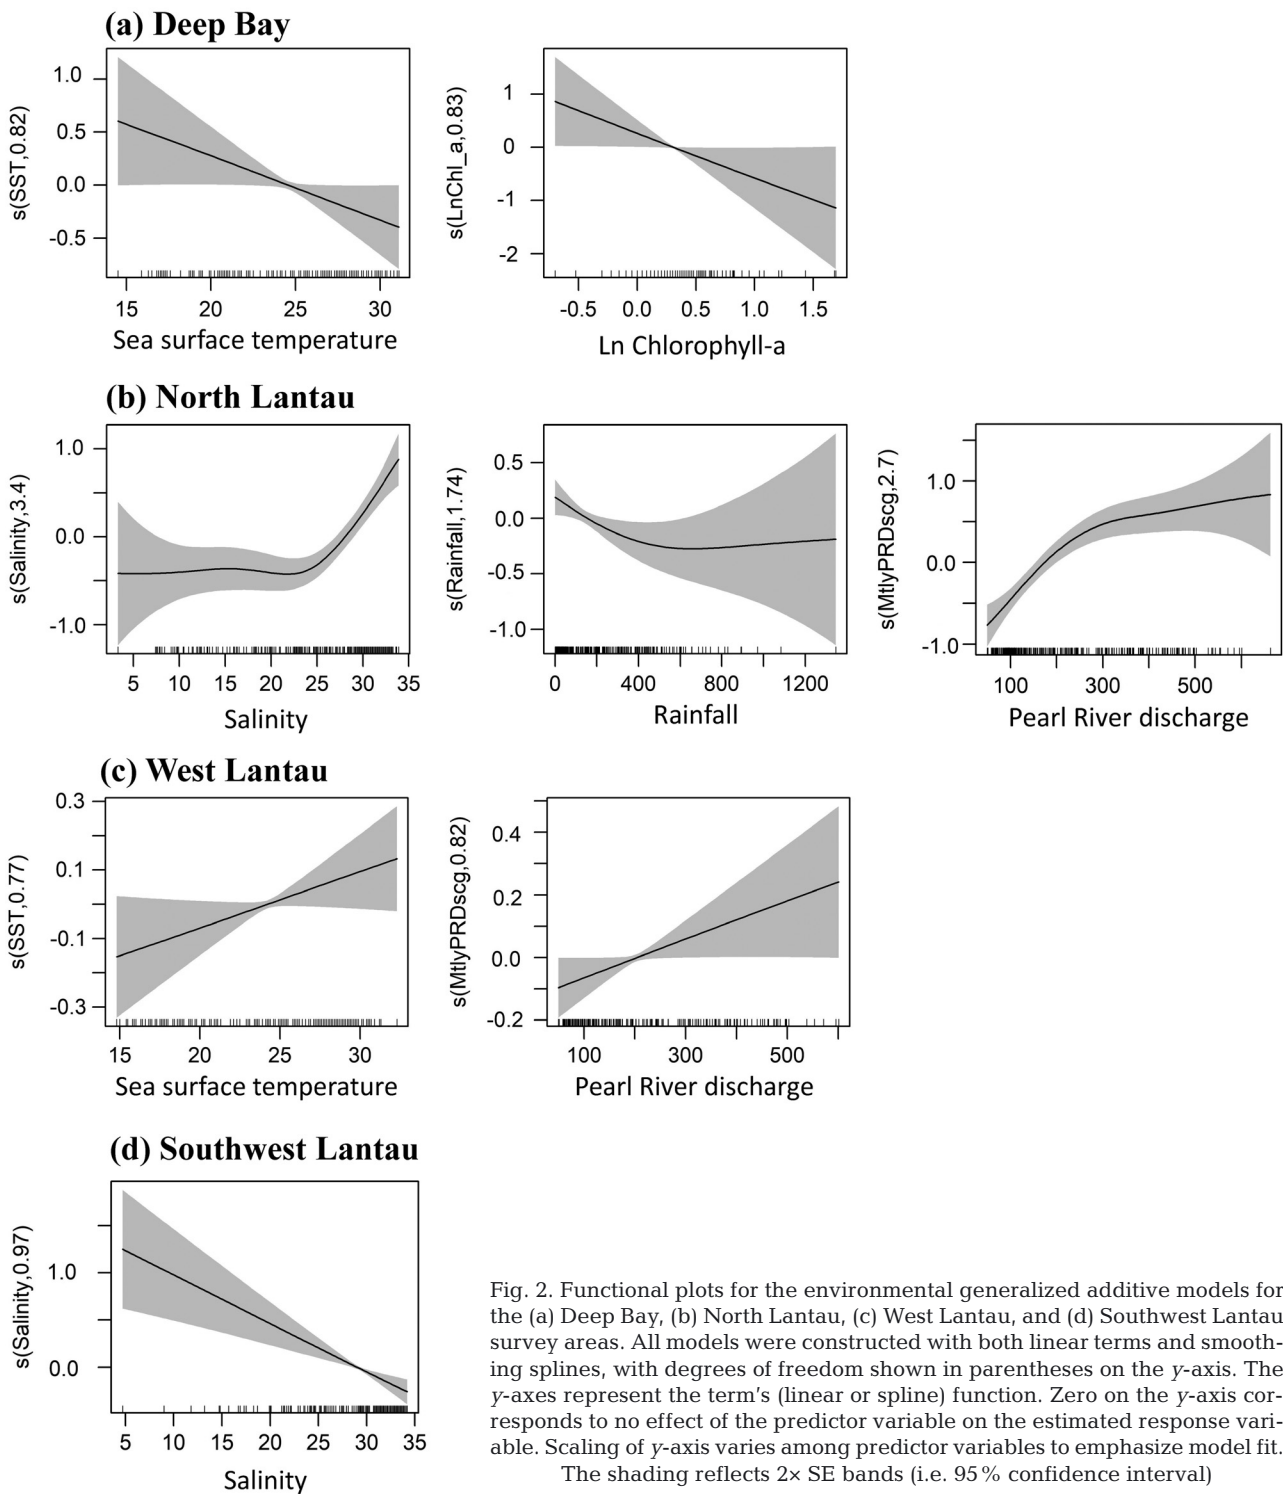 (a) Deep Bay
s(SST,0.82)
1.0
0.5
0.0
-0.5
15 20 25 30
Sea surface temperature
s(LnChl_a,0.83)
1
0
-1
-2
-0.5 0.0 0.5 1.0 1.5
Ln Chlorophyll-a
(b) North Lantau
s(Salinity,3.4)
1.0
0.0
-1.0
5 10 15 20 25 30 35
Salinity
s(Rainfall,1.74)
0.5
0.0
-0.5
-1.0
0 400 800 1200
Rainfall
s(MtlyPRDscg,2.7)
1.0
0.0
-1.0
100 300 500
Pearl River discharge
(c) West Lantau
s(SST,0.77)
0.3
0.1
-0.1
-0.3
15 20 25 30
Sea surface temperature
s(MtlyPRDscg,0.82)
0.4
0.2
0.0
-0.2
100 300 500
Pearl River discharge
(d) Southwest Lantau
s(Salinity,0.97)
1.0
0.0
5 10 15 20 25 30 35
Salinity
Fig. 2. Functional plots for the environmental generalized additive models for
the (a) Deep Bay, (b) North Lantau, (c) West Lantau, and (d) Southwest Lantau
survey areas. All models were constructed with both linear terms and smooth-
ing splines, with degrees of freedom shown in parentheses on the y-axis. The
y-axes represent the term's (linear or spline) function. Zero on the y-axis cor-
responds to no effect of the predictor variable on the estimated response vari-
able. Scaling of y-axis varies among predictor variables to emphasize model fit.
The shading reflects 2× SE bands (i.e. 95% confidence interval)